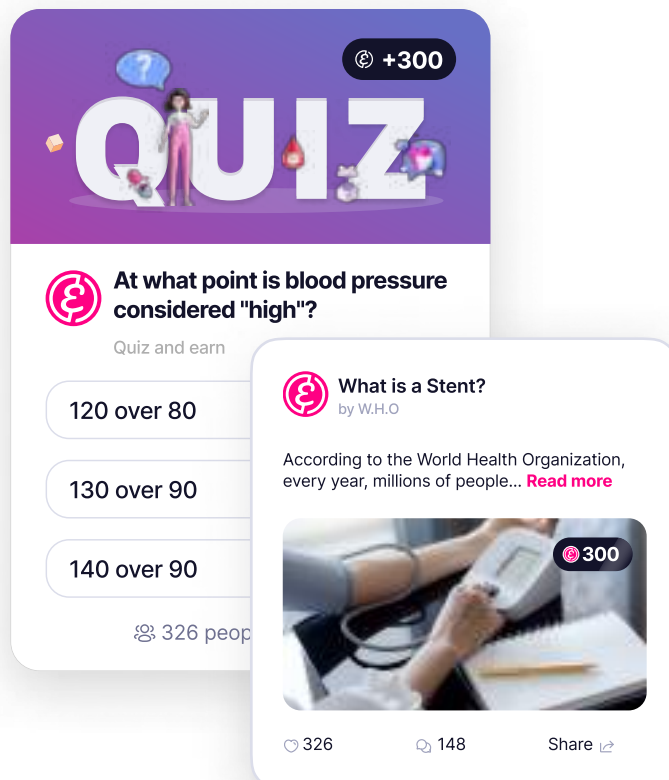 +300
QUIZ
At what point is blood pressure
considered "high"?
Quiz and earn
120 over 80
130 over 90
140 over 90
326
What is a Stent?
by W.H.O
According to the World Health Organization,
every year, millions of people... Read more
300
326
148
Share